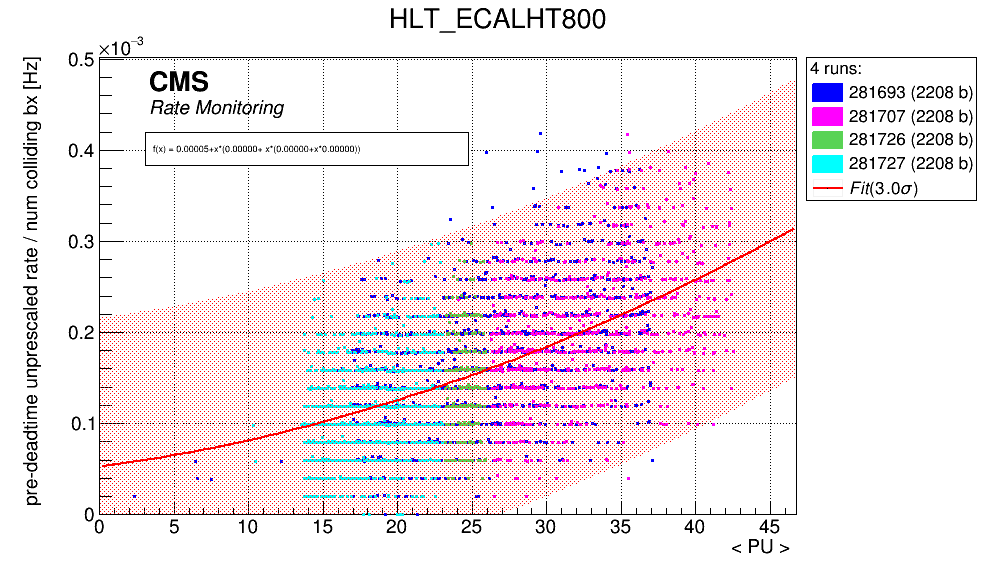 HLT_ECALHT800
×10⁻³
pre-deadtime unprescaled rate / num colliding bx [Hz]
0.5
0.4
0.3
0.2
0.1
0
CMS
Rate Monitoring
f(x) = 0.00005+x*(0.00000+ x*(0.00000+x*0.00000))
0 5 10 15 20 25 30 35 40 45
< PU >
4 runs:
281693 (2208 b)
281707 (2208 b)
281726 (2208 b)
281727 (2208 b)
Fit(3.0σ)